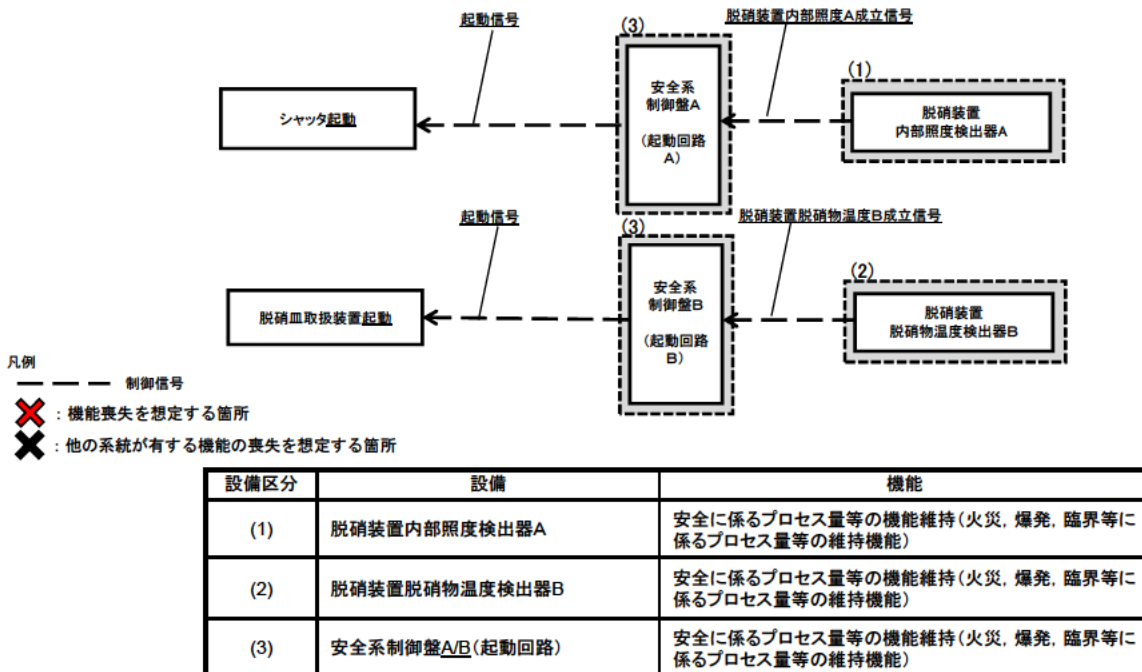 起動信号
(3)
脱硝装置内部照度A成立信号
シャッタ起動
安全系
制御盤A
(起動回路
A)
(1)
脱硝装置
内部照度検出器A
起動信号
(3)
脱硝装置脱硝物温度B成立信号
脱硝皿取扱装置起動
安全系
制御盤B
(起動回路
B)
(2)
脱硝装置
脱硝物温度検出器B
凡例
制御信号
：機能喪失を想定する箇所
：他の系統が有する機能の喪失を想定する箇所
設備区分 設備 機能
(1) 脱硝装置内部照度検出器A 安全に係るプロセス量等の機能維持(火災, 爆発, 臨界等に
係るプロセス量等の維持機能)
(2) 脱硝装置脱硝物温度検出器B 安全に係るプロセス量等の機能維持(火災, 爆発, 臨界等に
係るプロセス量等の維持機能)
(3) 安全系制御盤A/B(起動回路) 安全に係るプロセス量等の機能維持(火災, 爆発, 臨界等に
係るプロセス量等の維持機能)